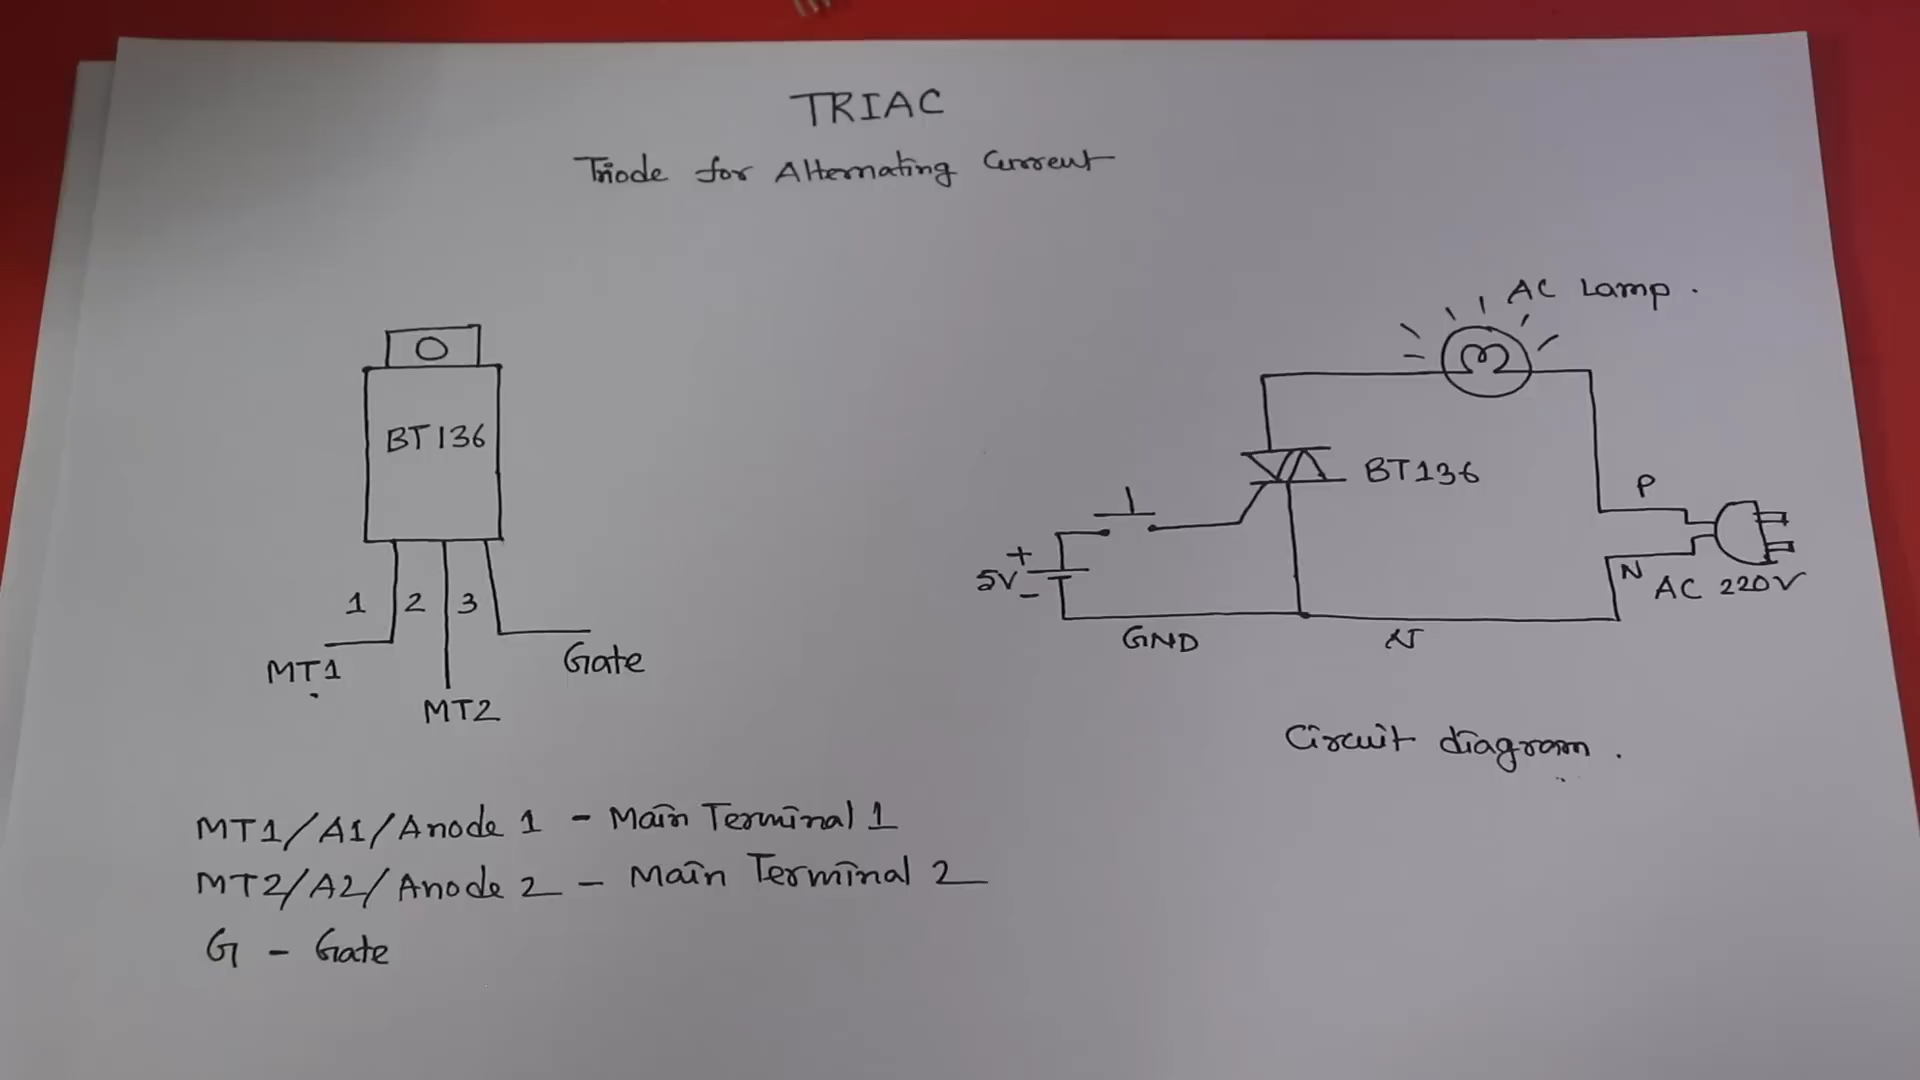 TRIAC
Triode for Alternating Current
BT136
1 2 3
MT1
MT2
Gate
AC Lamp.
BT136
P
+
5V
-
N
AC 220V
GND
N
Circuit diagram.
MT1/A1/Anode 1 - Main Terminal 1
MT2/A2/Anode 2 - Main Terminal 2
G - Gate